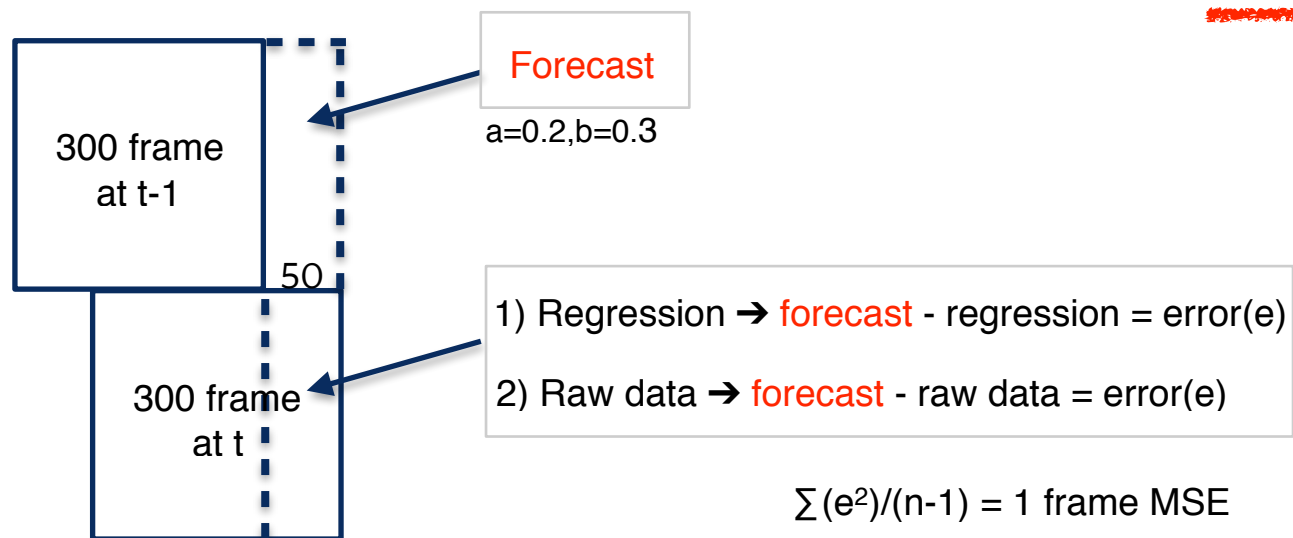 Forecast
a=0.2,b=0.3
300 frame
at t-1
50
1) Regression ➔ forecast - regression = error(e)
2) Raw data ➔ forecast - raw data = error(e)
300 frame
at t
∑(e²)/(n-1) = 1 frame MSE